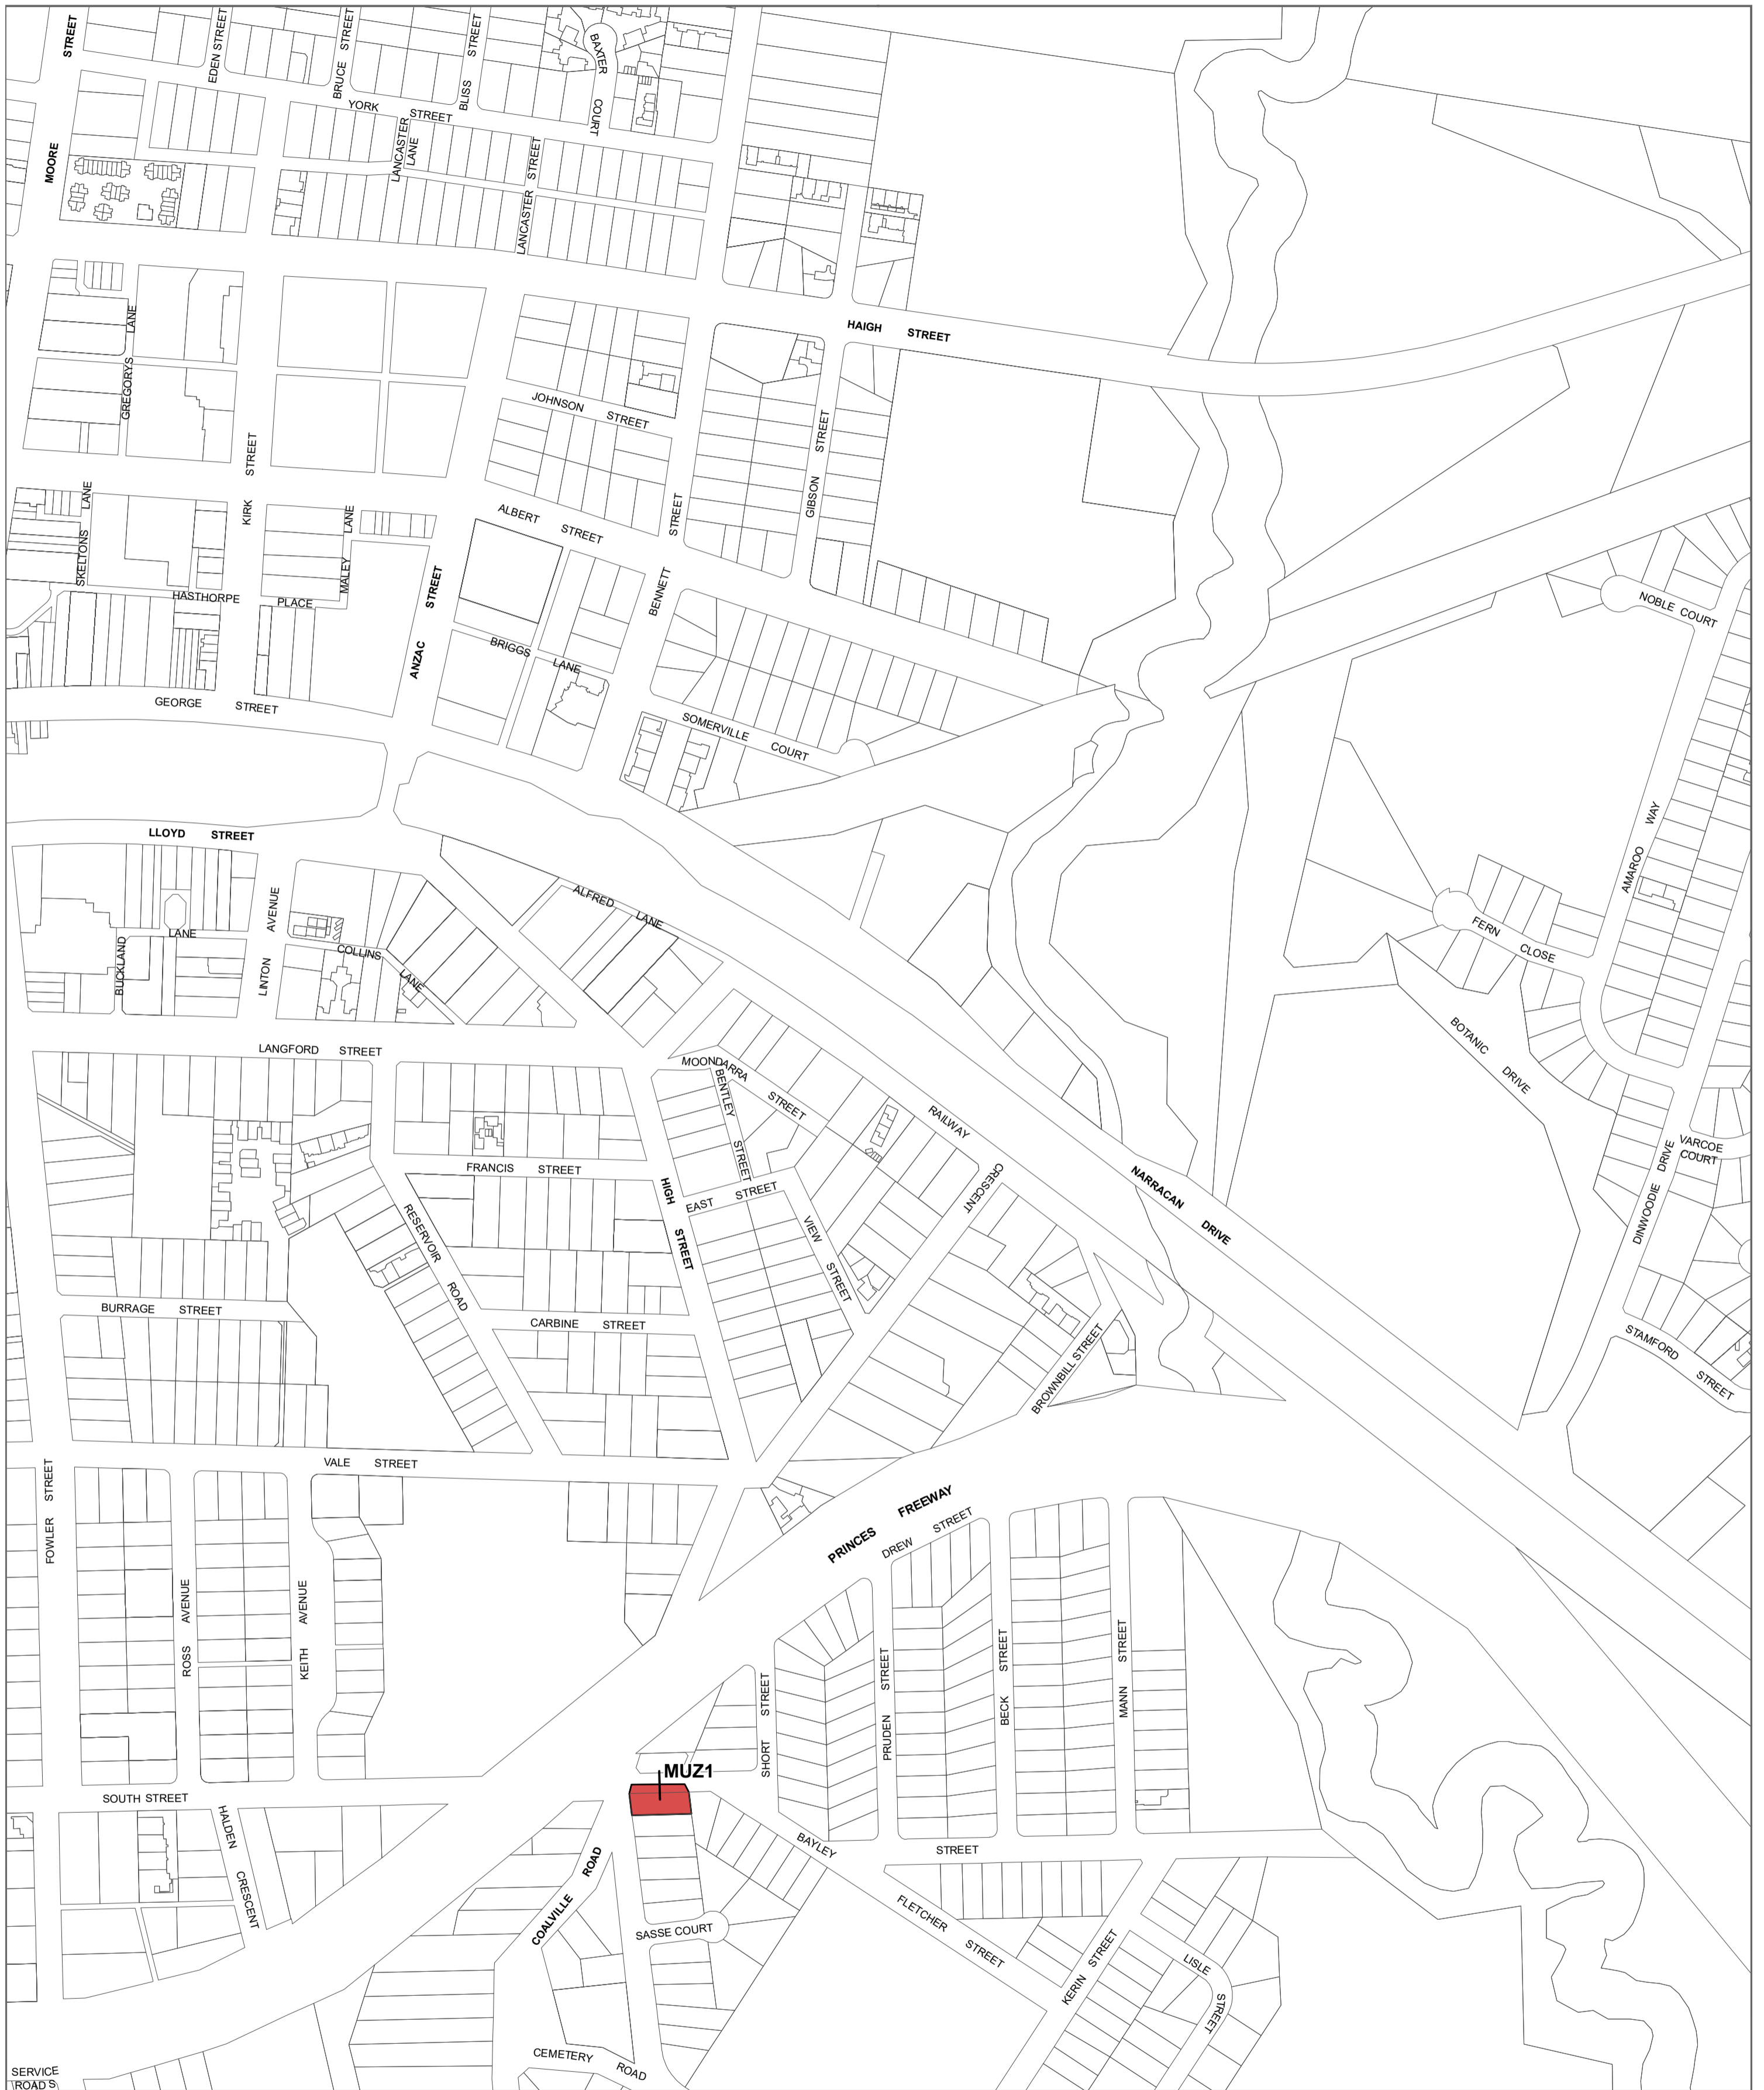 STREET
EDEN STREET
BRUCE STREET
BLISS STREET
BAXTER
COURT
YORK STREET
MOORE
LANCASTER
LANE
LANCASTER STREET
HAIGH STREET
GREGORYS LANE
JOHNSON STREET
GIBSON STREET
KIRK STREET
SKELTONS LANE
MALEY LANE
ALBERT STREET
BENNETT STREET
HASTHORPE PLACE
ANZAC STREET
BRIGGS LANE
NOBLE COURT
GEORGE STREET
SOMERVILLE COURT
LLOYD STREET
ALFRED LANE
AMAROO WAY
BUCKLAND
LANE
LINTON AVENUE
COLLINS LANE
FERN CLOSE
BOTANIC DRIVE
LANGFORD STREET
MOONDARRA STREET
BENTLEY STREET
RAILWAY
CRESCENT
VARCOE
COURT
DINWOODIE DRIVE
FRANCIS STREET
HIGH STREET
EAST STREET
NARRACAN DRIVE
RESERVOIR ROAD
VIEW STREET
BURRAGE STREET
CARBINE STREET
BROWNBILL STREET
STAMFORD STREET
VALE STREET
FOWLER STREET
PRINCES FREEWAY
DREW STREET
ROSS AVENUE
KEITH AVENUE
SHORT STREET
PRUDEN STREET
BECK STREET
MANN STREET
MUZ1
SOUTH STREET
HALDEN CRESCENT
BAYLEY STREET
COALVILLE ROAD
SASSE COURT
FLETCHER STREET
KERIN STREET
LISLE STREET
CEMETERY ROAD
SERVICE
ROADS